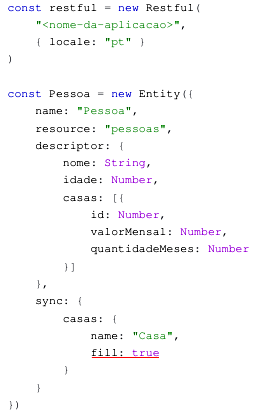 const restful = new Restful(
    "<nome-da-aplicacao>",
    { locale: "pt" }
)

const Pessoa = new Entity({
    name: "Pessoa",
    resource: "pessoas",
    descriptor: {
        nome: String,
        idade: Number,
        casas: [{
            id: Number,
            valorMensal: Number,
            quantidadeMeses: Number
        }]
    },
    sync: {
        casas: {
            name: "Casa",
            fill: true
        }
    }
})